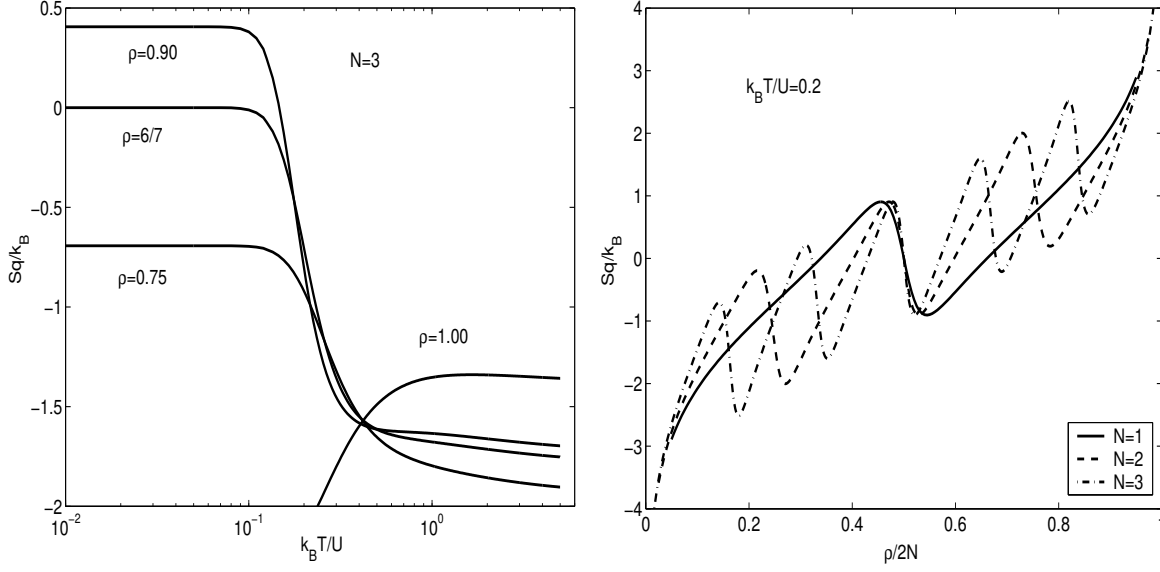 0.5
0
−0.5
−1
−1.5
−2
Sq/k_B
10^−2
10^−1
10^0
k_BT/U
ρ=0.90
N=3
ρ=6/7
ρ=0.75
ρ=1.00
4
3
2
1
0
−1
−2
−3
−4
Sq/k_B
0
0.2
0.4
0.6
0.8
1
ρ/2N
k_BT/U=0.2
N=1
N=2
N=3